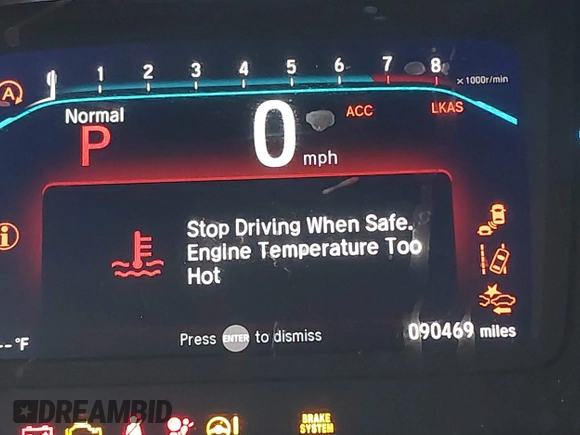 1 2 3 4 5 6 7 8
x 1000r/min
A
Normal
P
0 mph
ACC
LKAS
Stop Driving When Safe.
Engine Temperature Too
Hot
i
Press ENTER to dismiss
090469 miles
-- °F
DREAMBID
BRAKE
SYSTEM